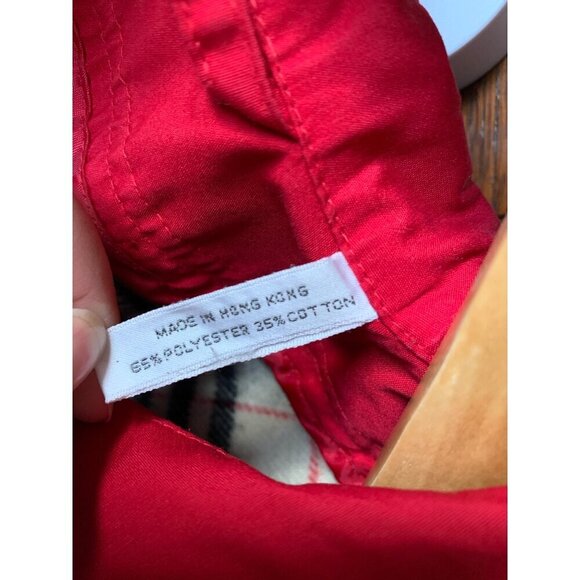 MADE IN HONG KONG
65% POLYESTER 35% COTTON